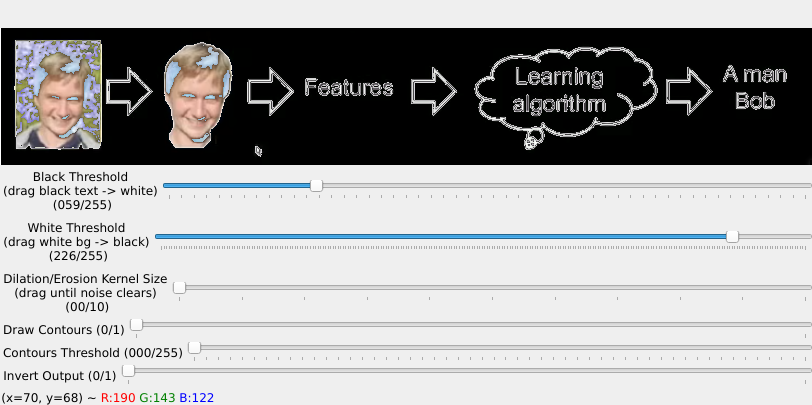 Features
Learning
algorithm
A man
Bob
Black Threshold
(drag black text -> white)
(059/255)
White Threshold
(drag white bg -> black)
(226/255)
Dilation/Erosion Kernel Size
(drag until noise clears)
(00/10)
Draw Contours (0/1)
Contours Threshold (000/255)
Invert Output (0/1)
(x=70, y=68) ~ R:190 G:143 B:122